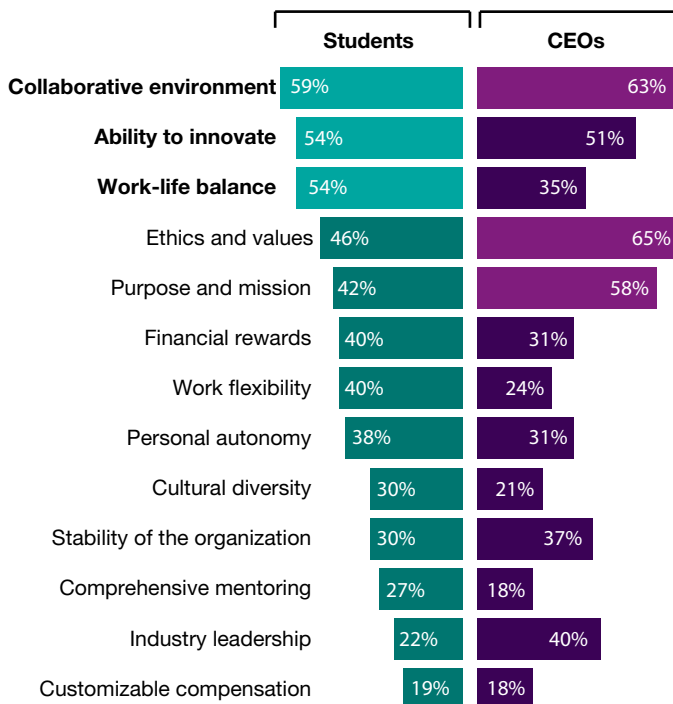 Students CEOs
Collaborative environment 59% 63%
Ability to innovate 54% 51%
Work-life balance 54% 35%
Ethics and values 46% 65%
Purpose and mission 42% 58%
Financial rewards 40% 31%
Work flexibility 40% 24%
Personal autonomy 38% 31%
Cultural diversity 30% 21%
Stability of the organization 30% 37%
Comprehensive mentoring 27% 18%
Industry leadership 22% 40%
Customizable compensation 19% 18%